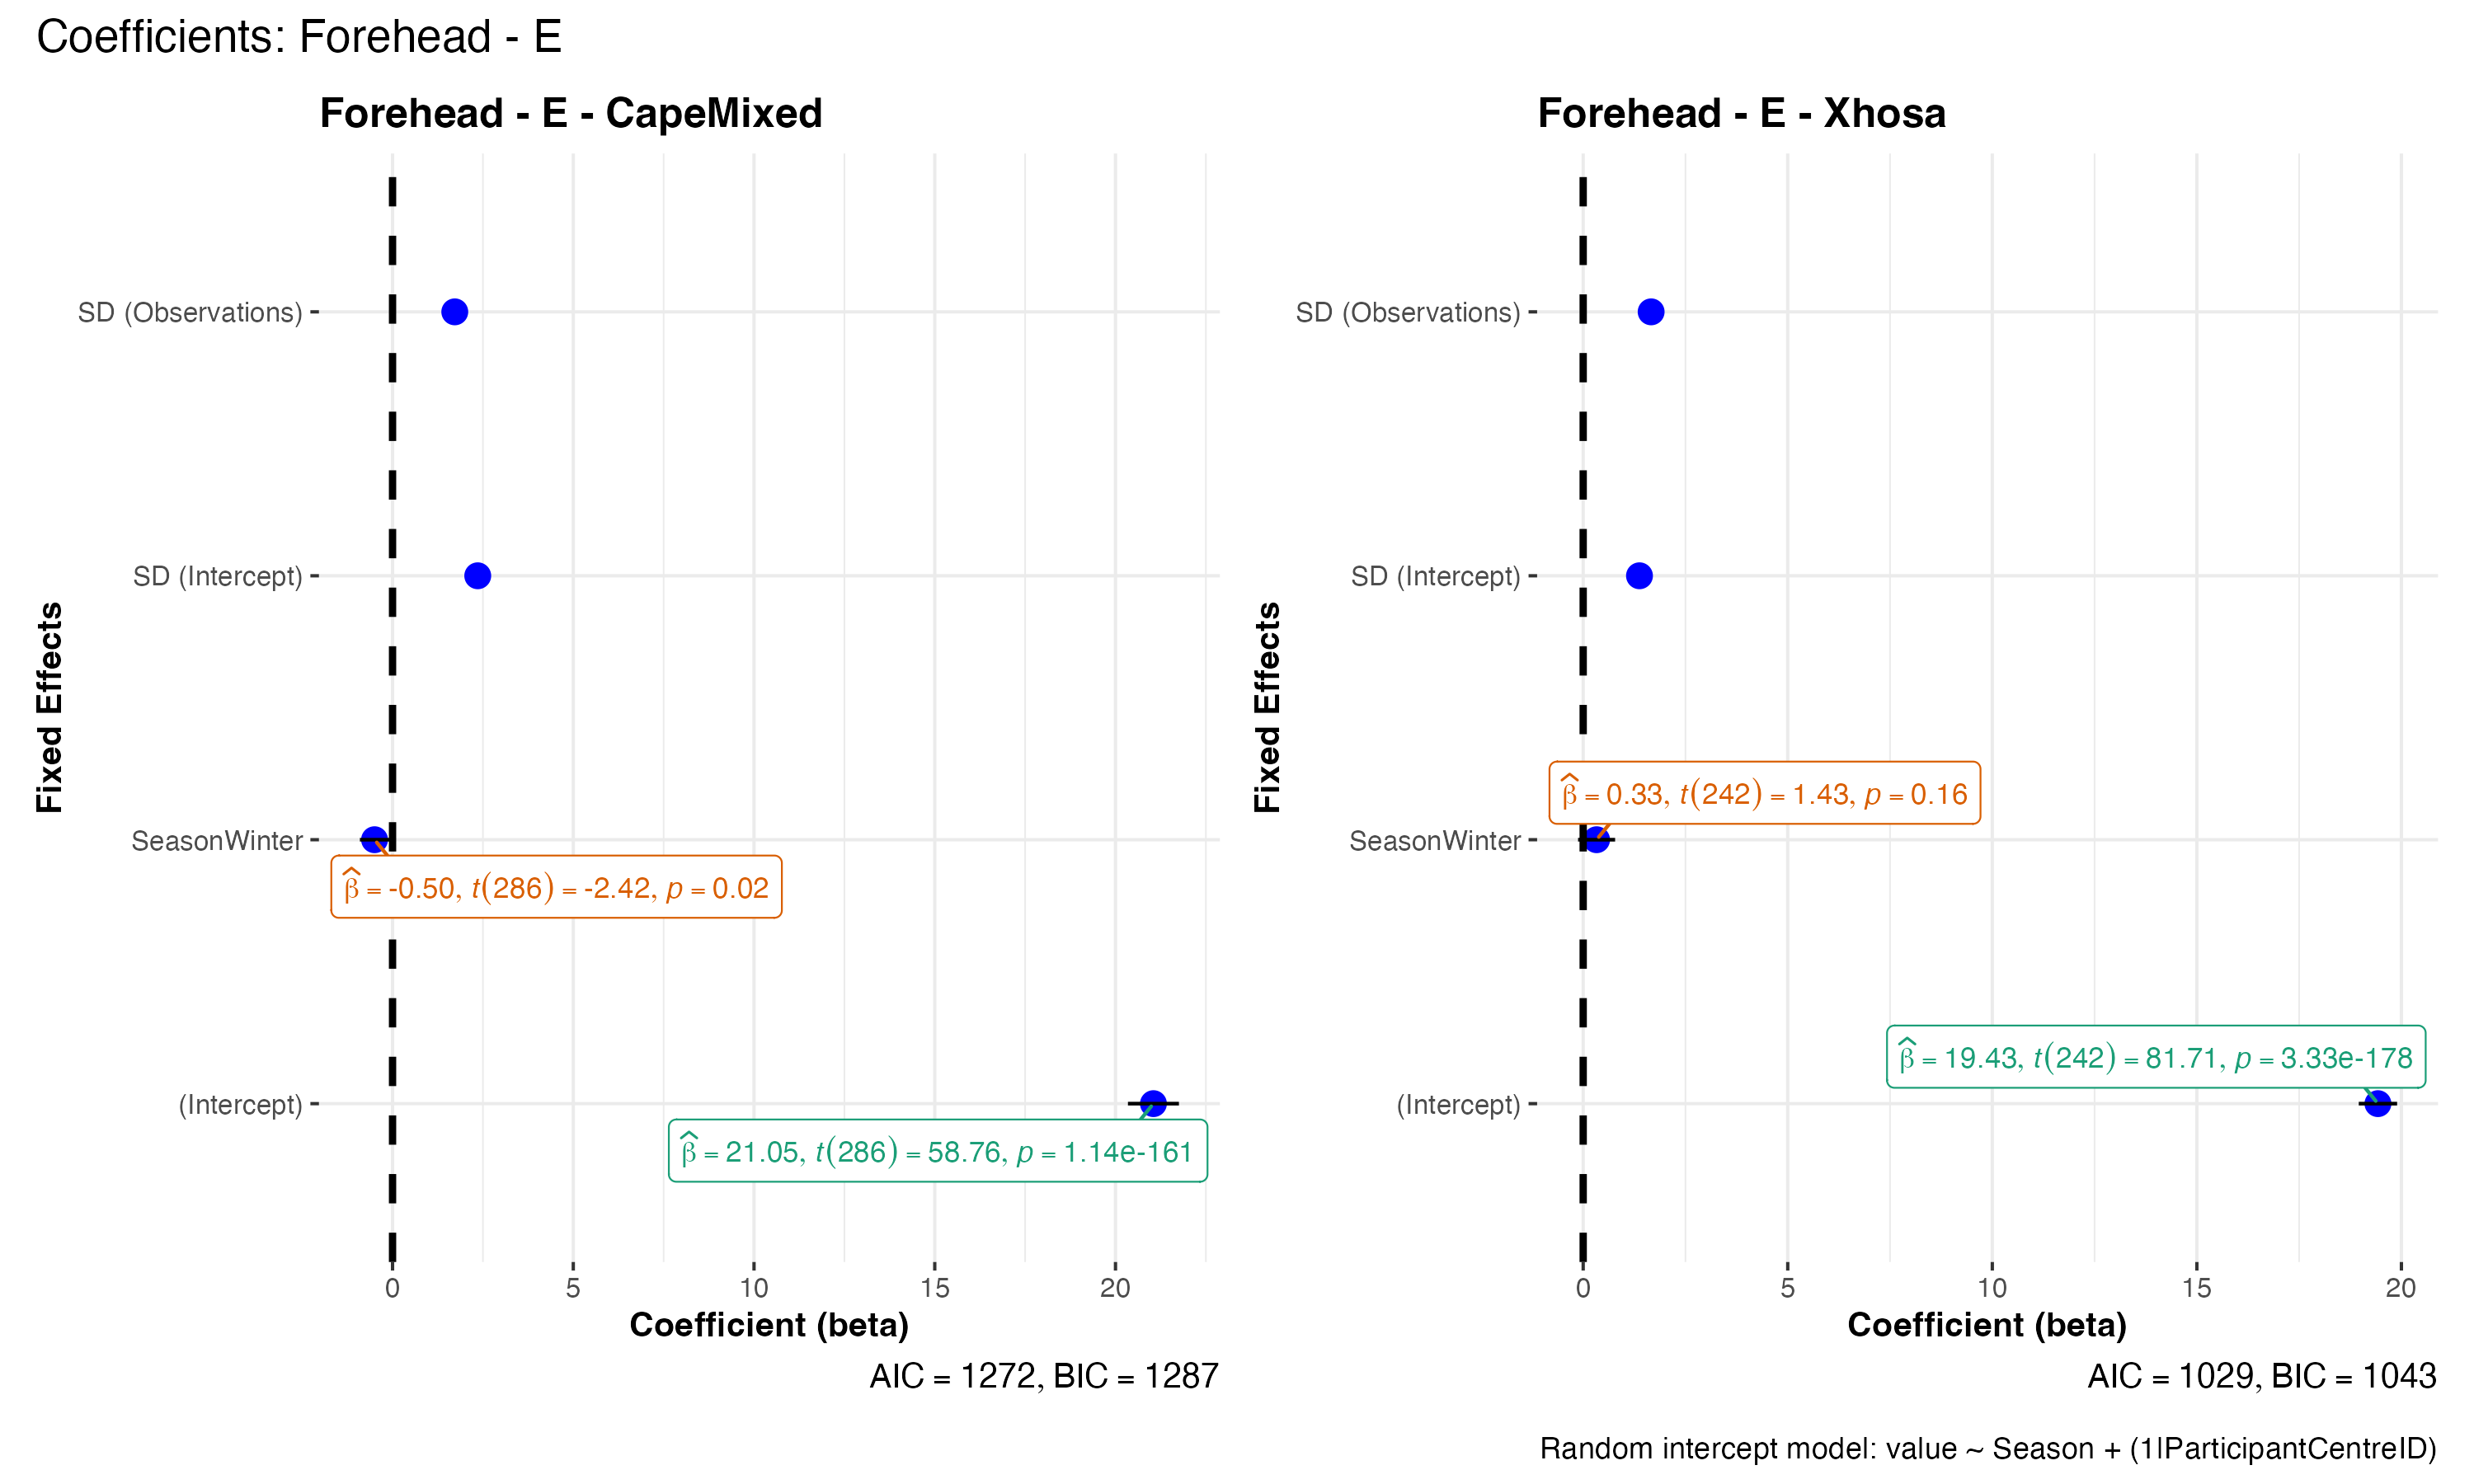 Coefficients: Forehead - E
Forehead - E - CapeMixed
Fixed Effects
SD (Observations)
SD (Intercept)
SeasonWinter
(Intercept)
β̂ = -0.50, t(286) = -2.42, p = 0.02
β̂ = 21.05, t(286) = 58.76, p = 1.14e-161
0 5 10 15 20
Coefficient (beta)
AIC = 1272, BIC = 1287
Forehead - E - Xhosa
Fixed Effects
SD (Observations)
SD (Intercept)
SeasonWinter
(Intercept)
β̂ = 0.33, t(242) = 1.43, p = 0.16
β̂ = 19.43, t(242) = 81.71, p = 3.33e-178
0 5 10 15 20
Coefficient (beta)
AIC = 1029, BIC = 1043
Random intercept model: value ~ Season + (1|ParticipantCentreID)